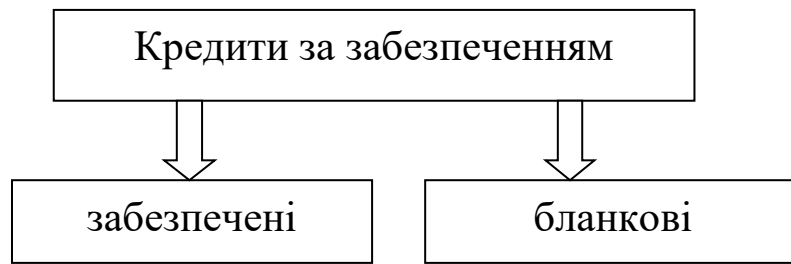 Кредити за забезпеченням
забезпечені
бланкові